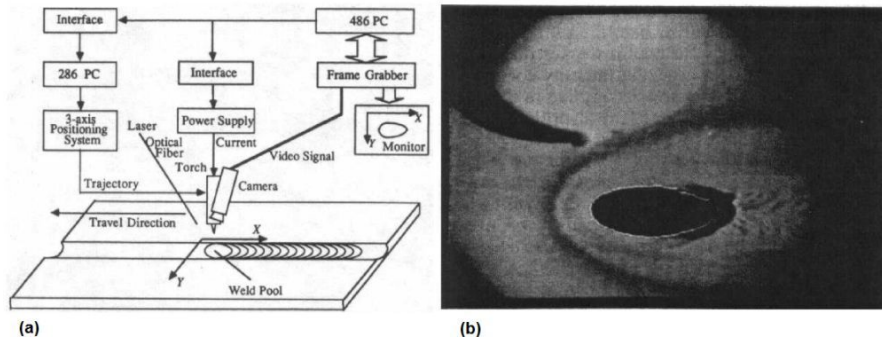 Interface
486 PC
286 PC
Interface
Frame Grabber
3-axis
Positioning
System
Laser
Optical
Fiber
Power Supply
Current
Torch
Video Signal
X
Y
Monitor
Camera
Trajectory
Travel Direction
X
Y
Weld Pool
(a)
(b)